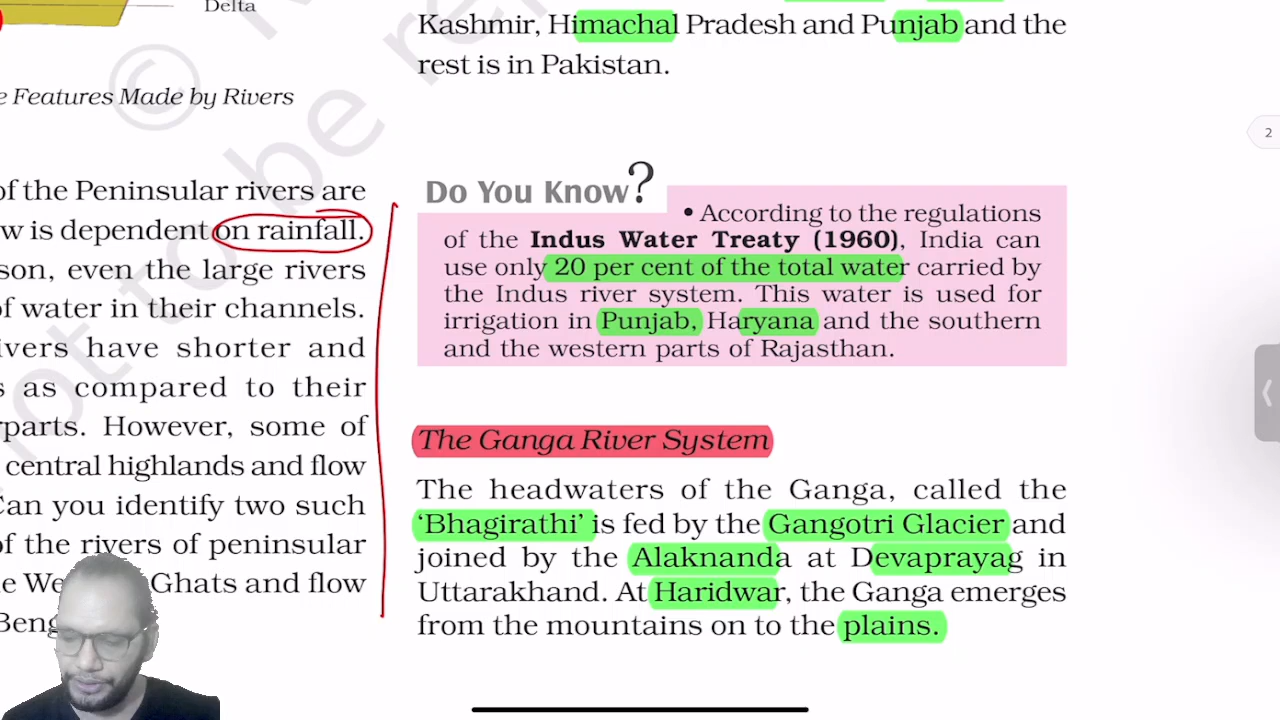 Delta
e Features Made by Rivers
of the Peninsular rivers are
w is dependent on rainfall.
son, even the large rivers
of water in their channels.
ivers have shorter and
s as compared to their
rparts. However, some of
central highlands and flow
Can you identify two such
of the rivers of peninsular
e We Ghats and flow
Beng
Kashmir, Himachal Pradesh and Punjab and the
rest is in Pakistan.
Do You Know?
• According to the regulations
of the Indus Water Treaty (1960), India can
use only 20 per cent of the total water carried by
the Indus river system. This water is used for
irrigation in Punjab, Haryana and the southern
and the western parts of Rajasthan.
The Ganga River System
The headwaters of the Ganga, called the
‘Bhagirathi’ is fed by the Gangotri Glacier and
joined by the Alaknanda at Devaprayag in
Uttarakhand. At Haridwar, the Ganga emerges
from the mountains on to the plains.
2
©
not to be re